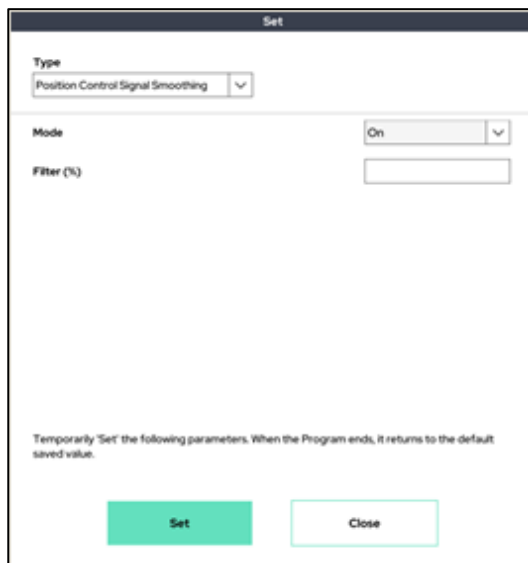 Set
Type
Position Control Signal Smoothing
Mode
On
Filter (%)
Temporarily 'Set' the following parameters. When the Program ends, it returns to the default
saved value.
Set
Close